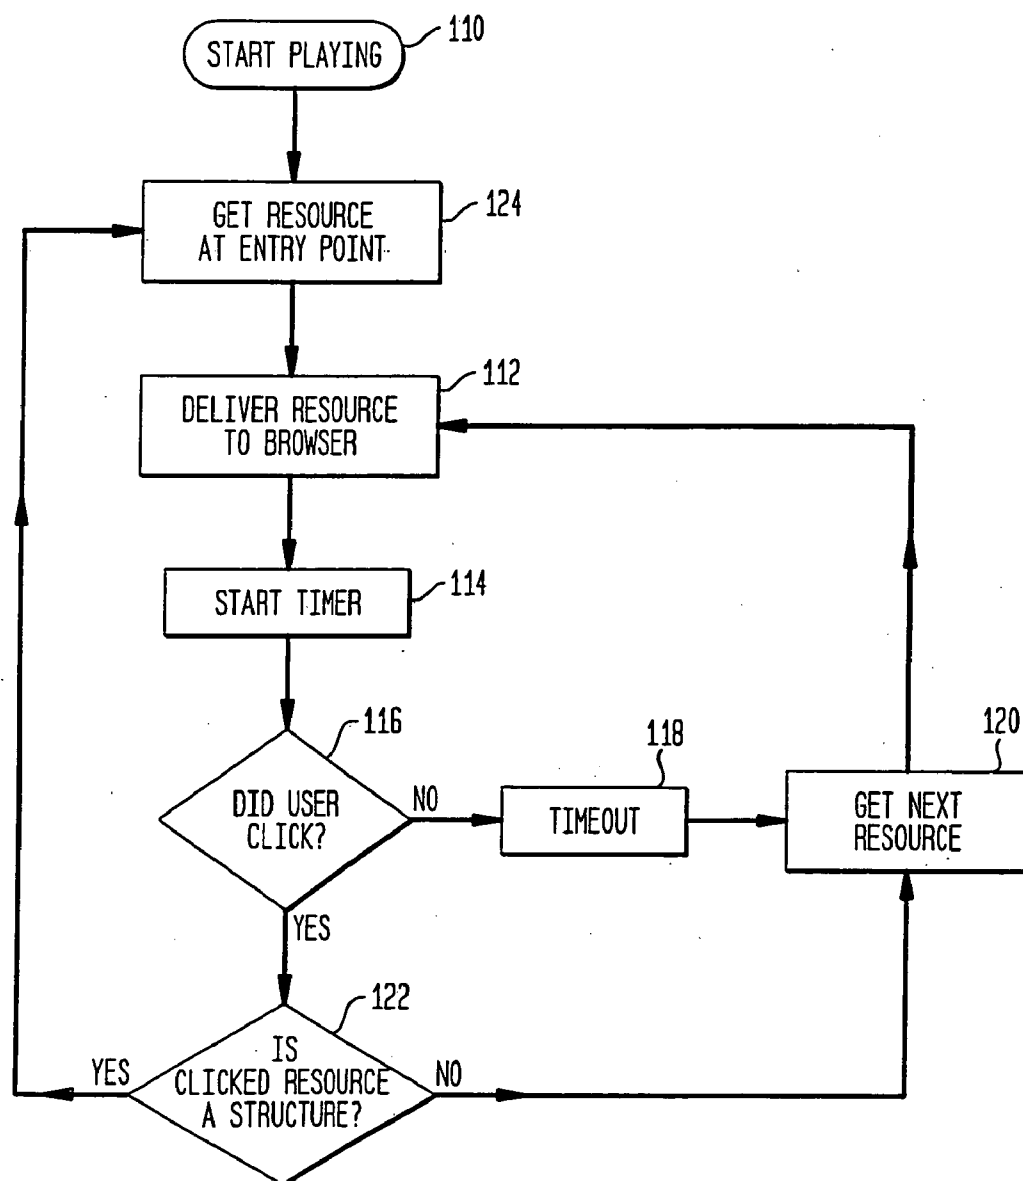 START PLAYING
110
GET RESOURCE
AT ENTRY POINT
124
DELIVER RESOURCE
TO BROWSER
112
START TIMER
114
116
DID USER
CLICK?
NO
YES
118
TIMEOUT
120
GET NEXT
RESOURCE
122
IS
CLICKED RESOURCE
A STRUCTURE?
YES
NO